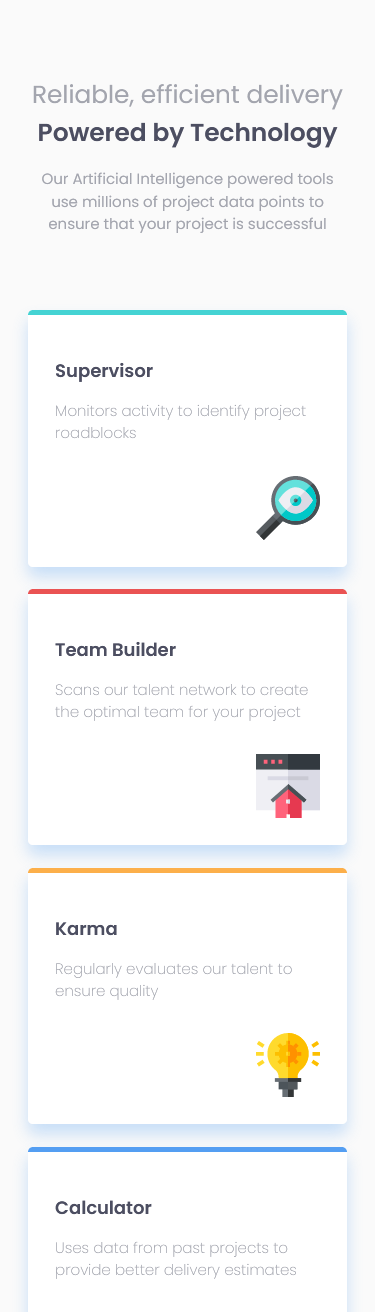 Reliable, efficient delivery
Powered by Technology
Our Artificial Intelligence powered tools
use millions of project data points to
ensure that your project is successful
Supervisor
Monitors activity to identify project
roadblocks
Team Builder
Scans our talent network to create
the optimal team for your project
Karma
Regularly evaluates our talent to
ensure quality
Calculator
Uses data from past projects to
provide better delivery estimates